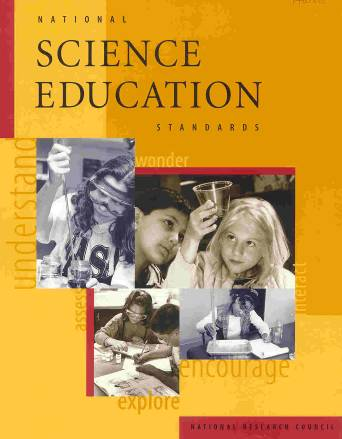 NATIONAL
SCIENCE
EDUCATION
STANDARDS
understand
wonder
assess
interact
encourage
explore
NATIONAL RESEARCH COUNCIL